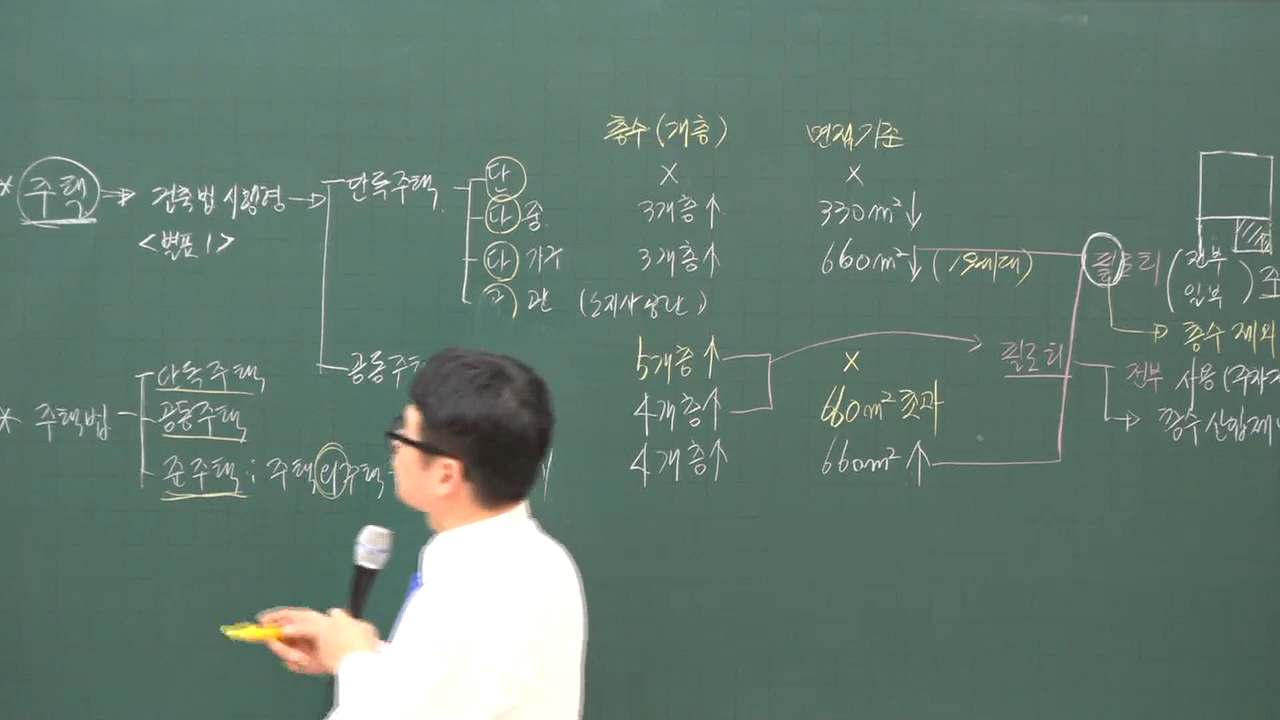 층수(개층) 면적기준
* 주택 → 건축법 시행령 → 단독주택 단 X X
<별표 1>
다중 3개층↑ 330m²↓
다가구 3개층↑ 660m²↓ (19세대) 필로티 (전부
일부)
공관
층수 제외
공동주 5개층↑ X 필로티
전부 사용
4개층↑ 660m² 초과
층수 산입제
4개층↑ 660m²↑
* 주택법 단독주택
공동주택
준주택 : 주택외주택